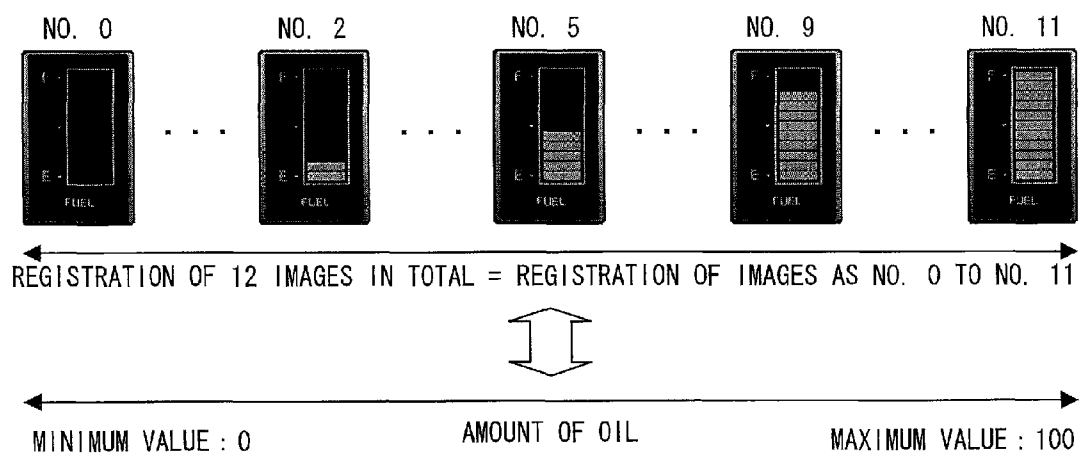 NO. 0 NO. 2 NO. 5 NO. 9 NO. 11
F - F - F - F - F -
E - E - E - E - E -
FUEL FUEL FUEL FUEL FUEL
REGISTRATION OF 12 IMAGES IN TOTAL = REGISTRATION OF IMAGES AS NO. 0 TO NO. 11
MINIMUM VALUE : 0 AMOUNT OF OIL MAXIMUM VALUE : 100